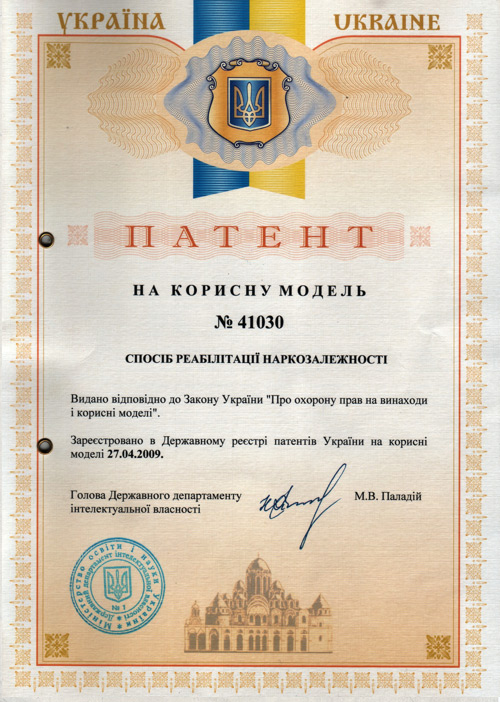 УКРАЇНА
UKRAINE
ПАТЕНТ
НА КОРИСНУ МОДЕЛЬ
№ 41030
СПОСІБ РЕАБІЛІТАЦІЇ НАРКОЗАЛЕЖНОСТІ
Видано відповідно до Закону України "Про охорону прав на винаходи
і корисні моделі".
Зареєстровано в Державному реєстрі патентів України на корисні
моделі 27.04.2009.
Голова Державного департаменту
інтелектуальної власності
М.В. Паладій
Міністерство освіти і науки України
Державний департамент інтелектуальної власності
№ 1